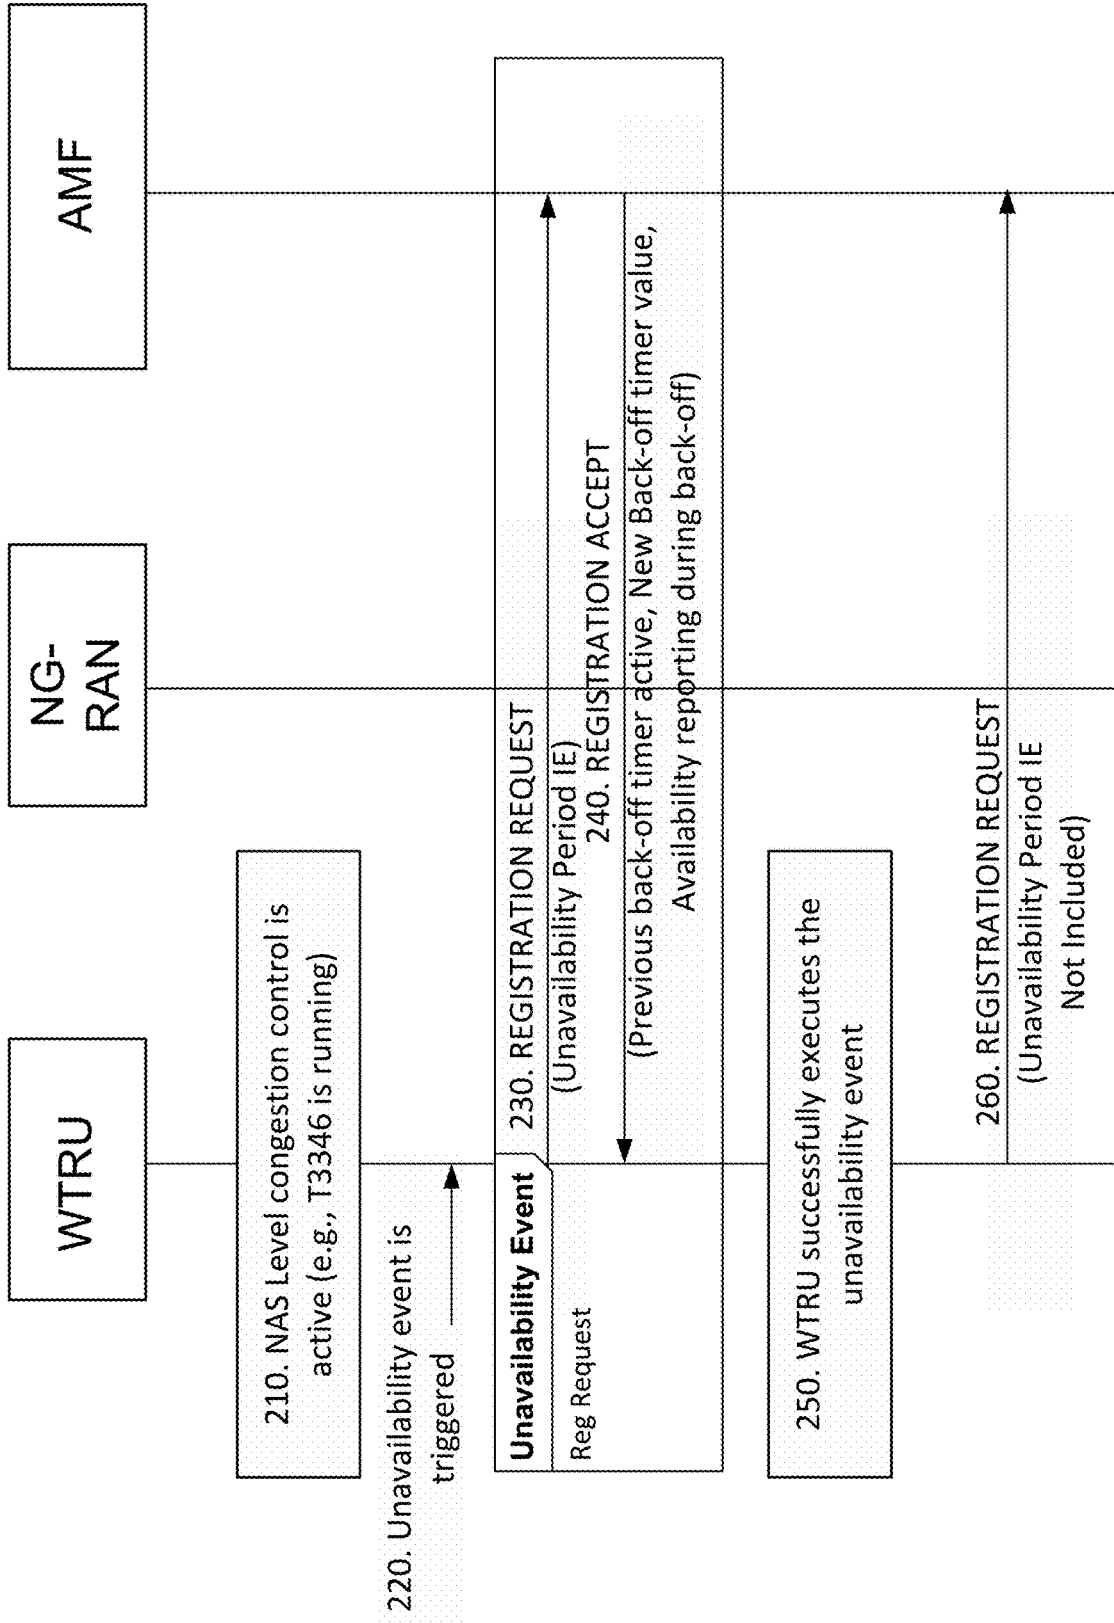 WTRU
NG-
RAN
AMF
210. NAS Level congestion control is
active (e.g., T3346 is running)
220. Unavailability event is
triggered
Unavailability Event
Reg Request
230. REGISTRATION REQUEST
(Unavailability Period IE)
240. REGISTRATION ACCEPT
(Previous back-off timer active, New Back-off timer value,
Availability reporting during back-off)
250. WTRU successfully executes the
unavailability event
260. REGISTRATION REQUEST
(Unavailability Period IE
Not Included)